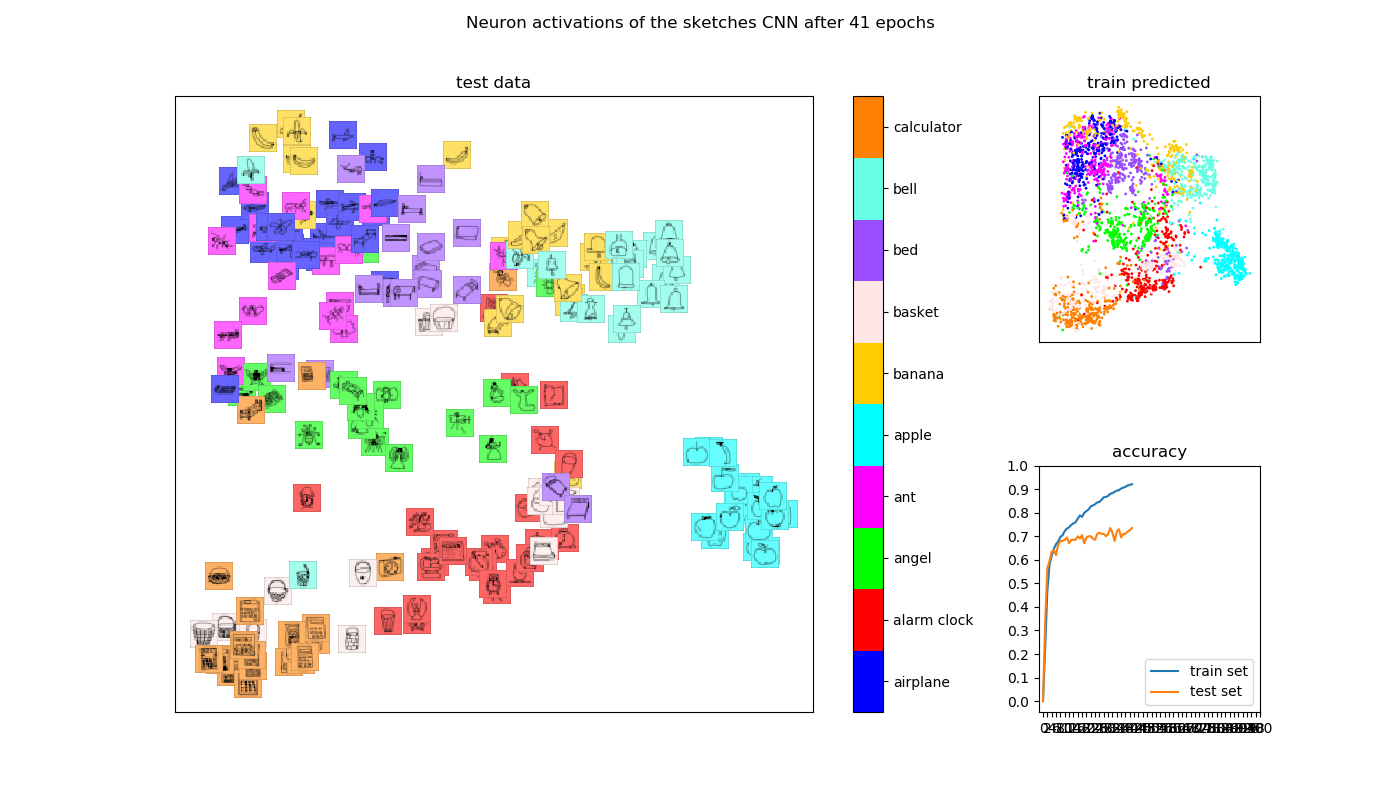 Neuron activations of the sketches CNN after 41 epochs
test data
calculator
bell
bed
basket
banana
apple
ant
angel
alarm clock
airplane
train predicted
accuracy
1.0
0.9
0.8
0.7
0.6
0.5
0.4
0.3
0.2
0.1
0.0
train set
test set